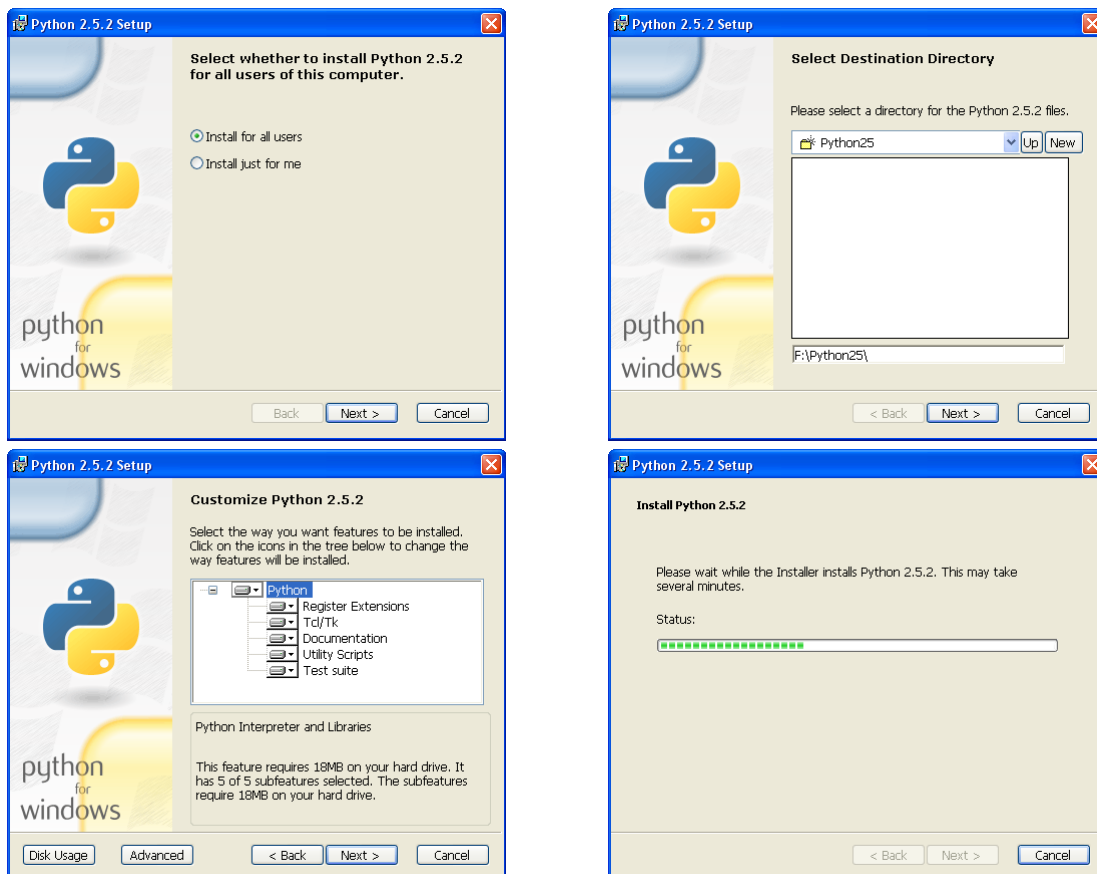 Python 2.5.2 Setup
Select whether to install Python 2.5.2
for all users of this computer.
Install for all users
Install just for me
python
for
windows
Back
Next >
Cancel
Python 2.5.2 Setup
Select Destination Directory
Please select a directory for the Python 2.5.2 files.
Python25
Up
New
F:\Python25\
python
for
windows
< Back
Next >
Cancel
Python 2.5.2 Setup
Customize Python 2.5.2
Select the way you want features to be installed.
Click on the icons in the tree below to change the
way features will be installed.
Python
Register Extensions
Tcl/Tk
Documentation
Utility Scripts
Test suite
Python Interpreter and Libraries
This feature requires 18MB on your hard drive. It
has 5 of 5 subfeatures selected. The subfeatures
require 18MB on your hard drive.
python
for
windows
Disk Usage
Advanced
< Back
Next >
Cancel
Python 2.5.2 Setup
Install Python 2.5.2
Please wait while the Installer installs Python 2.5.2. This may take
several minutes.
Status:
< Back
Next >
Cancel